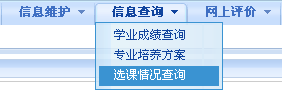 信息维护 信息查询 网上评价
学业成绩查询
专业培养方案
选课情况查询